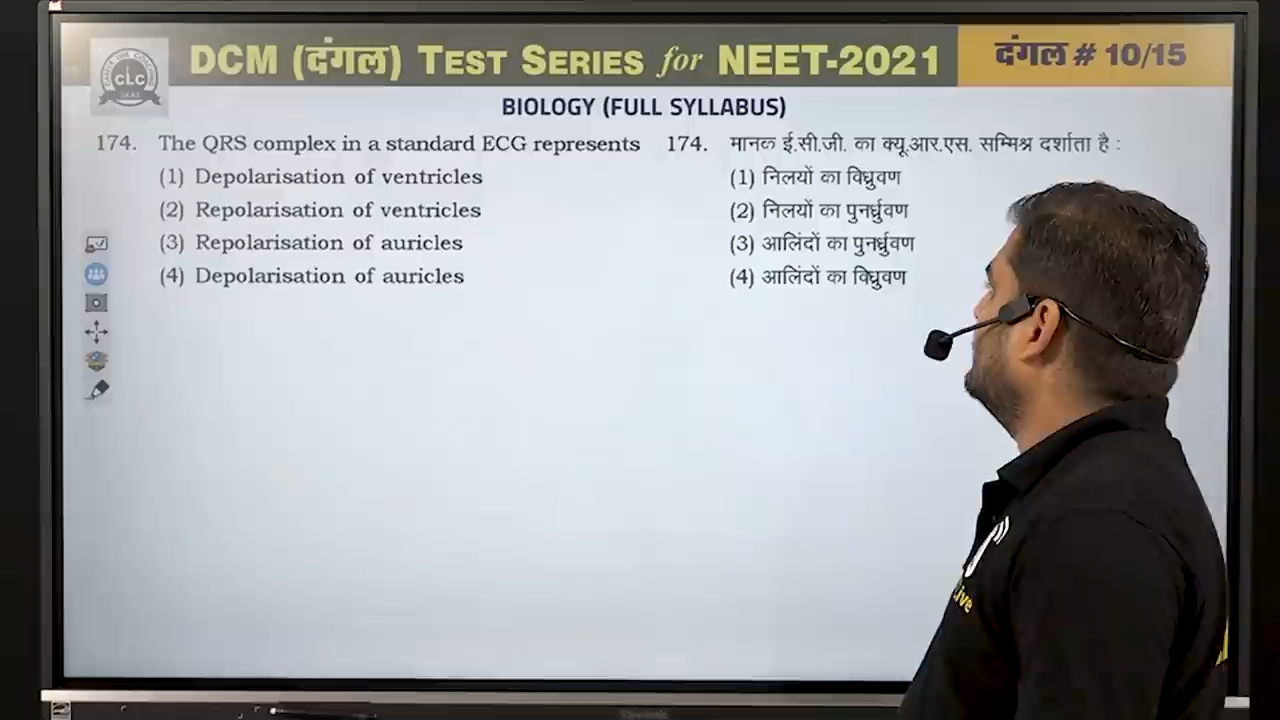 DCM (दंगल) TEST SERIES for NEET-2021
दंगल # 10/15
CLC
BIOLOGY (FULL SYLLABUS)
174. The QRS complex in a standard ECG represents
(1) Depolarisation of ventricles
(2) Repolarisation of ventricles
(3) Repolarisation of auricles
(4) Depolarisation of auricles
174. मानक ई.सी.जी. का क्यू.आर.एस. सम्मिश्र दर्शाता है :
(1) निलयों का विध्रुवण
(2) निलयों का पुनर्ध्रुवण
(3) आलिंदों का पुनर्ध्रुवण
(4) आलिंदों का विध्रुवण